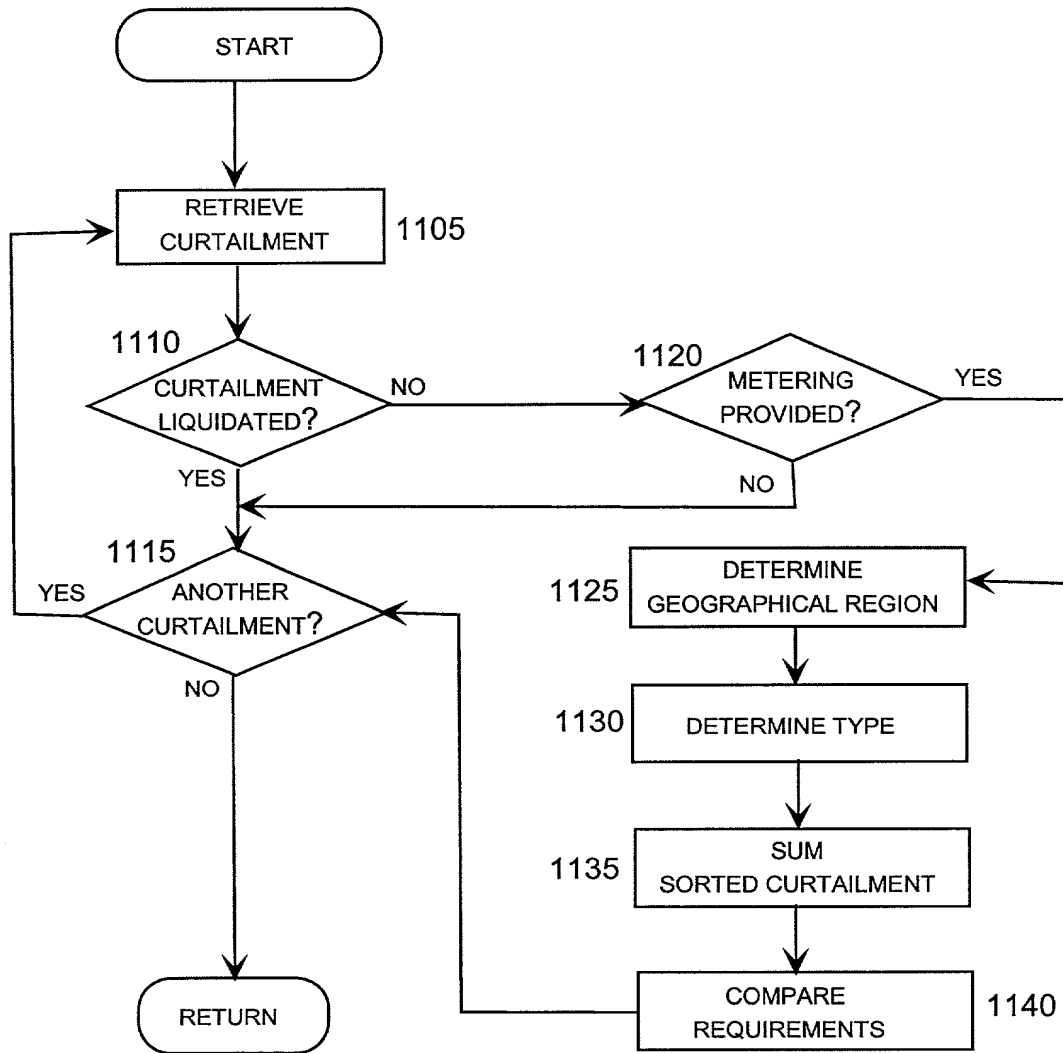 START
RETRIEVE
CURTAILMENT
1105
1110
CURTAILMENT
LIQUIDATED?
NO
YES
1120
METERING
PROVIDED?
YES
NO
1115
ANOTHER
CURTAILMENT?
YES
NO
1125
DETERMINE
GEOGRAPHICAL REGION
1130
DETERMINE TYPE
1135
SUM
SORTED CURTAILMENT
COMPARE
REQUIREMENTS
1140
RETURN